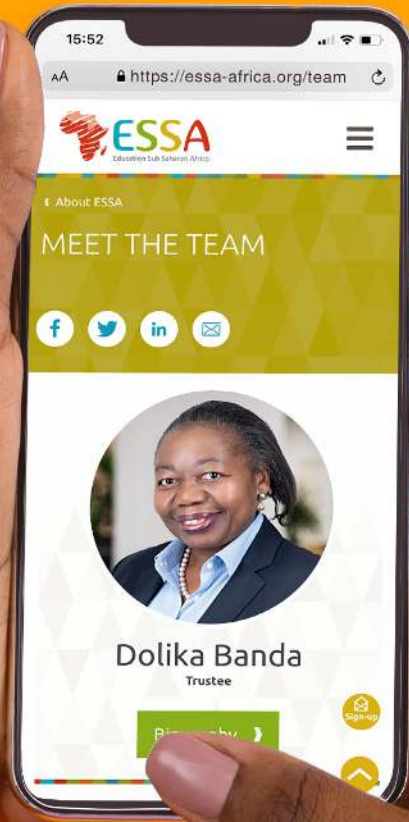 15:52
AA https://essa-africa.org/team
ESSA
Education Sub Saharan Africa
About ESSA
MEET THE TEAM
f in
Dolika Banda
Trustee
Sign-up